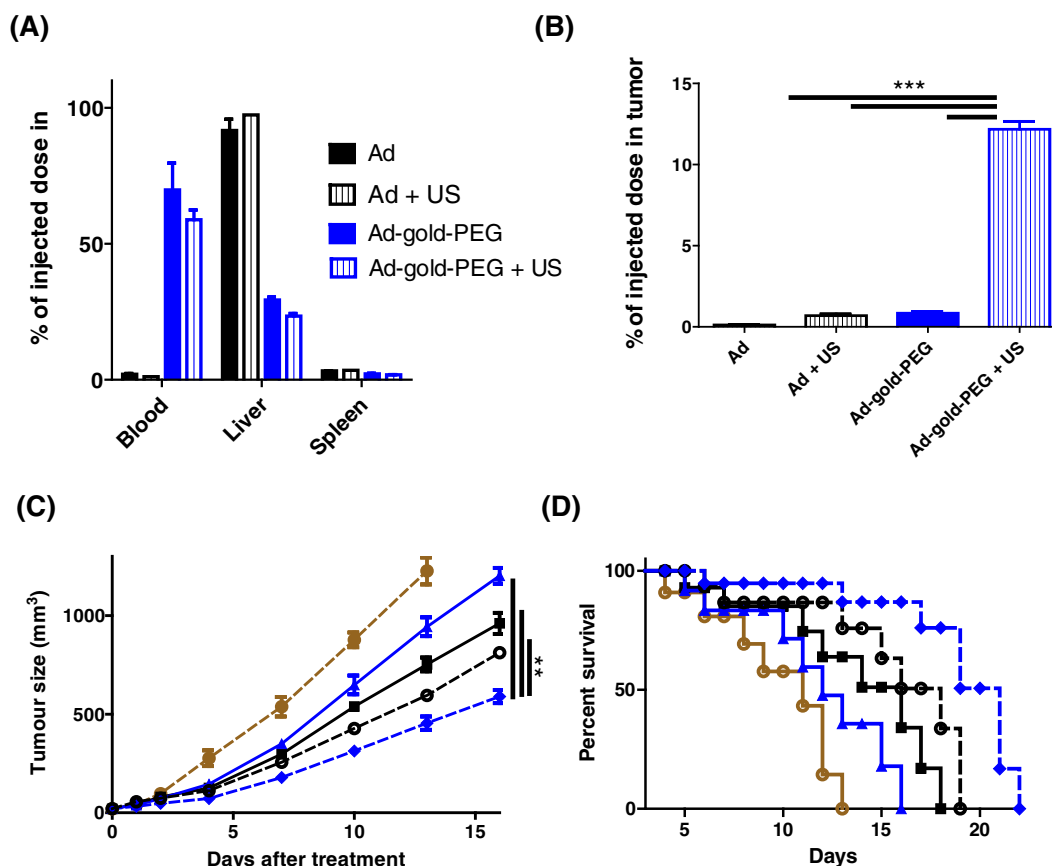 (A)
% of injected dose in
100
50
0
Blood
Liver
Spleen
Ad
Ad + US
Ad-gold-PEG
Ad-gold-PEG + US
(B)
% of injected dose in tumor
15
10
5
0
***
Ad
Ad + US
Ad-gold-PEG
Ad-gold-PEG + US
(C)
Tumour size (mm³)
1000
500
0
**
0
5
10
15
Days after treatment
(D)
Percent survival
100
50
0
5
10
15
20
Days